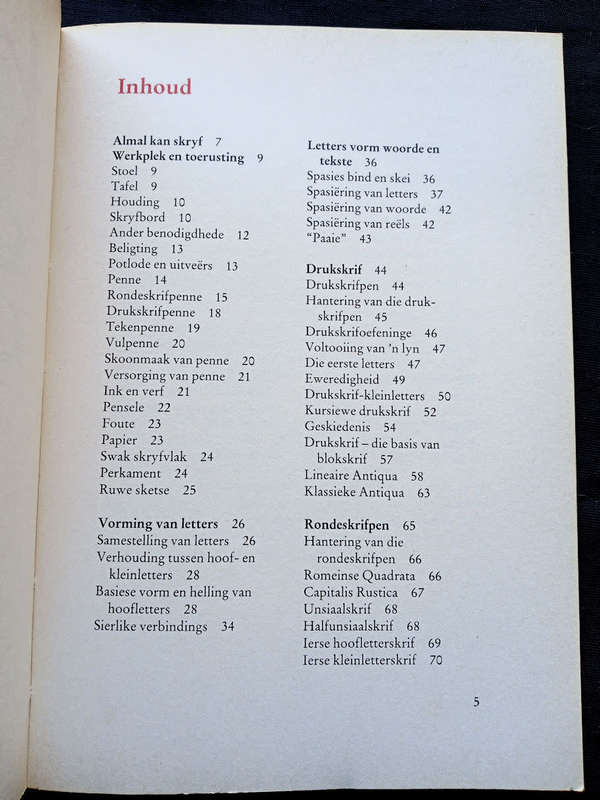 Inhoud
Almal kan skryf 7
Werkplek en toerusting 9
Stoel 9
Tafel 9
Houding 10
Skryfbord 10
Ander benodigdhede 12
Beligting 13
Potlode en uitveërs 13
Penne 14
Rondeskrifpenne 15
Drukskrifpenne 18
Tekenpenne 19
Vulpenne 20
Skoonmaak van penne 20
Versorging van penne 21
Ink en verf 21
Pensele 22
Foute 23
Papier 23
Swak skryfvlak 24
Perkament 24
Ruwe sketse 25
Vorming van letters 26
Samestelling van letters 26
Verhouding tussen hoof- en
kleinletters 28
Basiese vorm en helling van
hoofletters 28
Sierlike verbindings 34
Letters vorm woorde en
tekste 36
Spasies bind en skei 36
Spasiëring van letters 37
Spasiëring van woorde 42
Spasiëring van reëls 42
“Paaie” 43
Drukskrif 44
Drukskrifpen 44
Hantering van die druk-
skrifpen 45
Drukskrifoefeninge 46
Voltooiing van ’n lyn 47
Die eerste letters 47
Eweredigheid 49
Drukskrif-kleinletters 50
Kursiewe drukskrif 52
Geskiedenis 54
Drukskrif – die basis van
blokskrif 57
Lineaire Antiqua 58
Klassieke Antiqua 63
Rondeskrifpen 65
Hantering van die
rondeskrifpen 66
Romeinse Quadrata 66
Capitalis Rustica 67
Unsiaalskrif 68
Halfunsiaalskrif 68
Ierse hoofletterskrif 69
Ierse kleinletterskrif 70
5